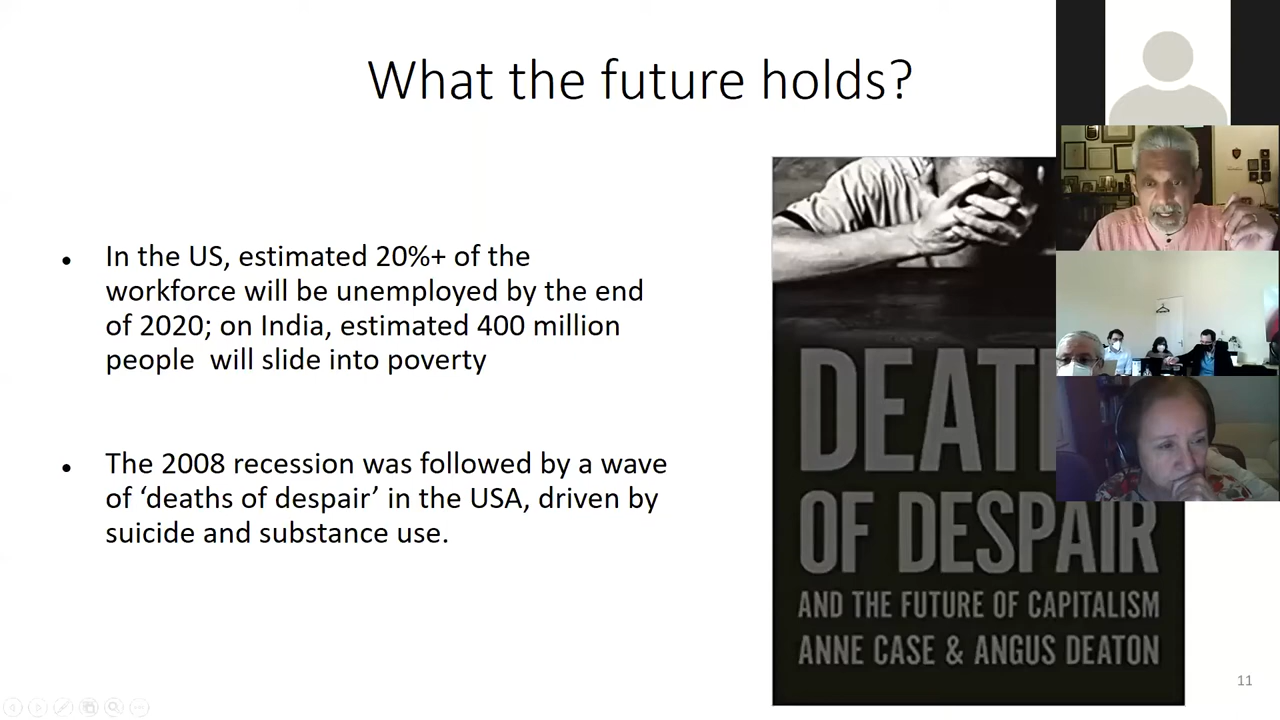 What the future holds?
In the US, estimated 20%+ of the
workforce will be unemployed by the end
of 2020; on India, estimated 400 million
people  will slide into poverty
The 2008 recession was followed by a wave
of ‘deaths of despair’ in the USA, driven by
suicide and substance use.
DEAT
OF DESPAIR
AND THE FUTURE OF CAPITALISM
ANNE CASE & ANGUS DEATON
11